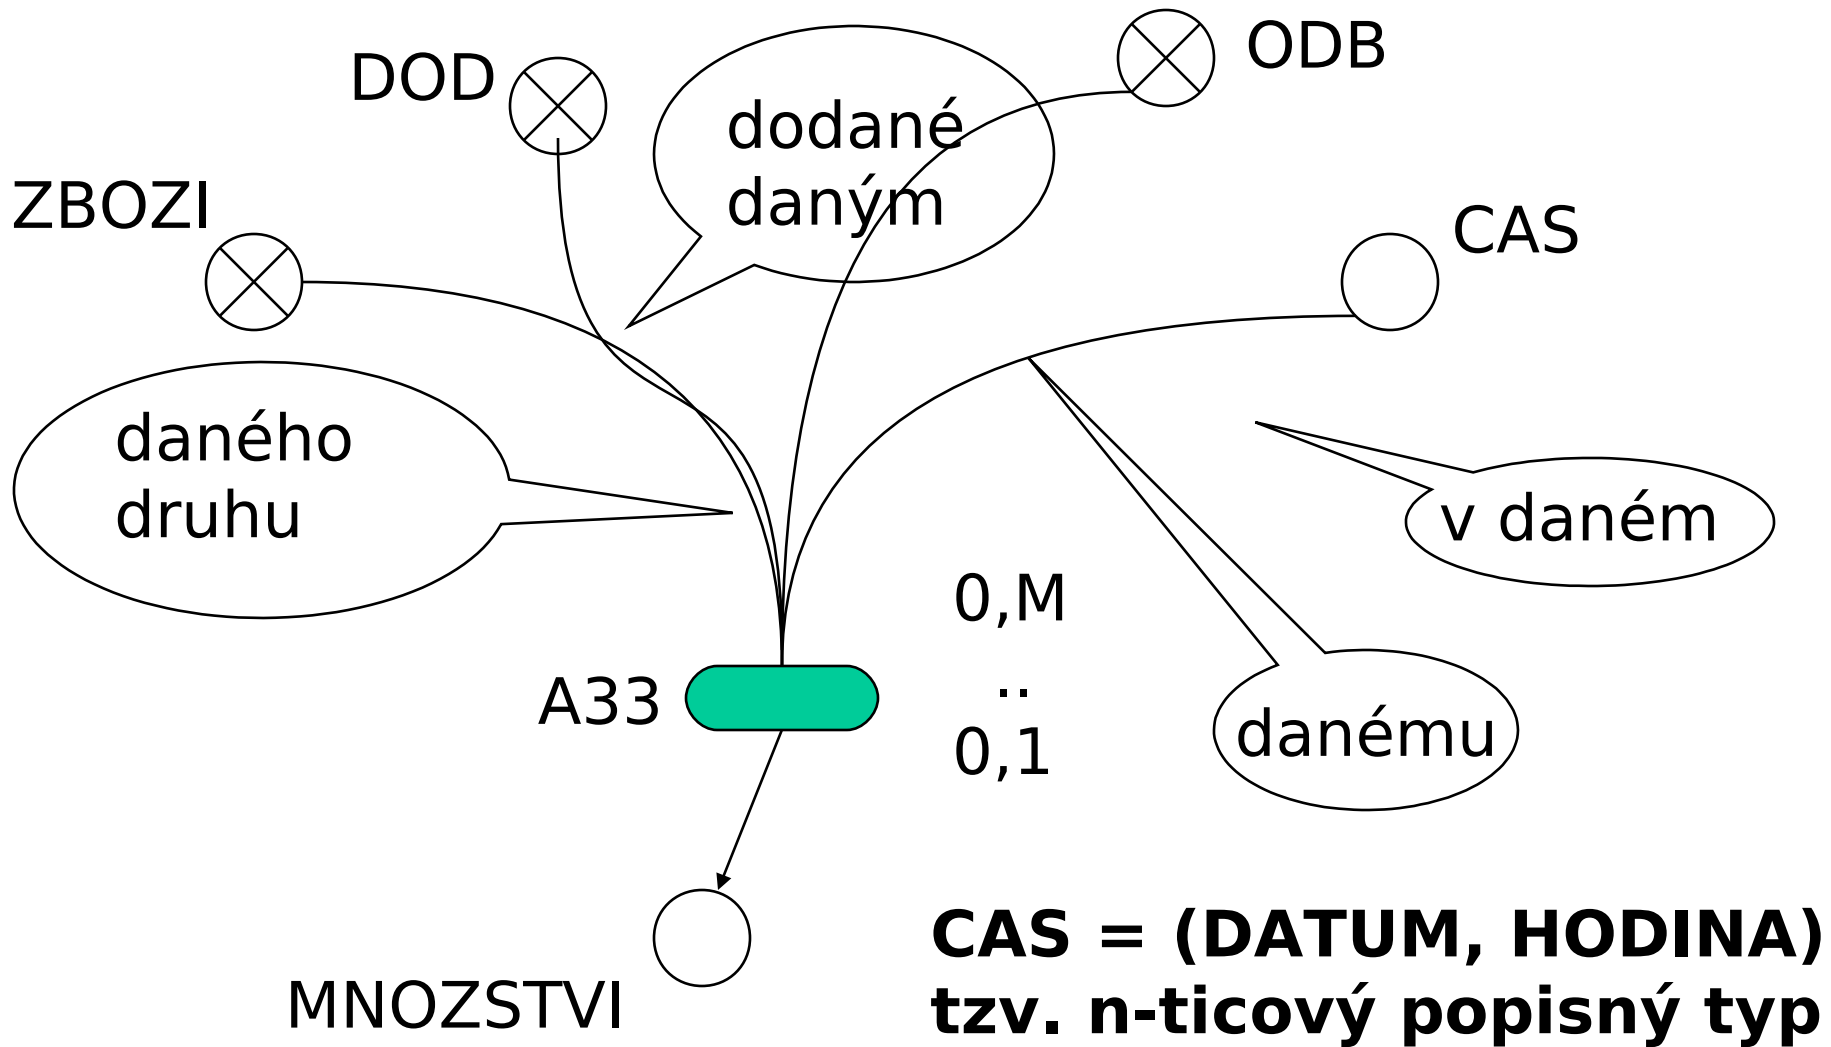 ODB
DOD
dodané
daným
ZBOZI
CAS
daného
druhu
v daném
0,M
..
0,1
A33
danému
CAS = (DATUM, HODINA)
tzv. n-ticový popisný typ
MNOZSTVI